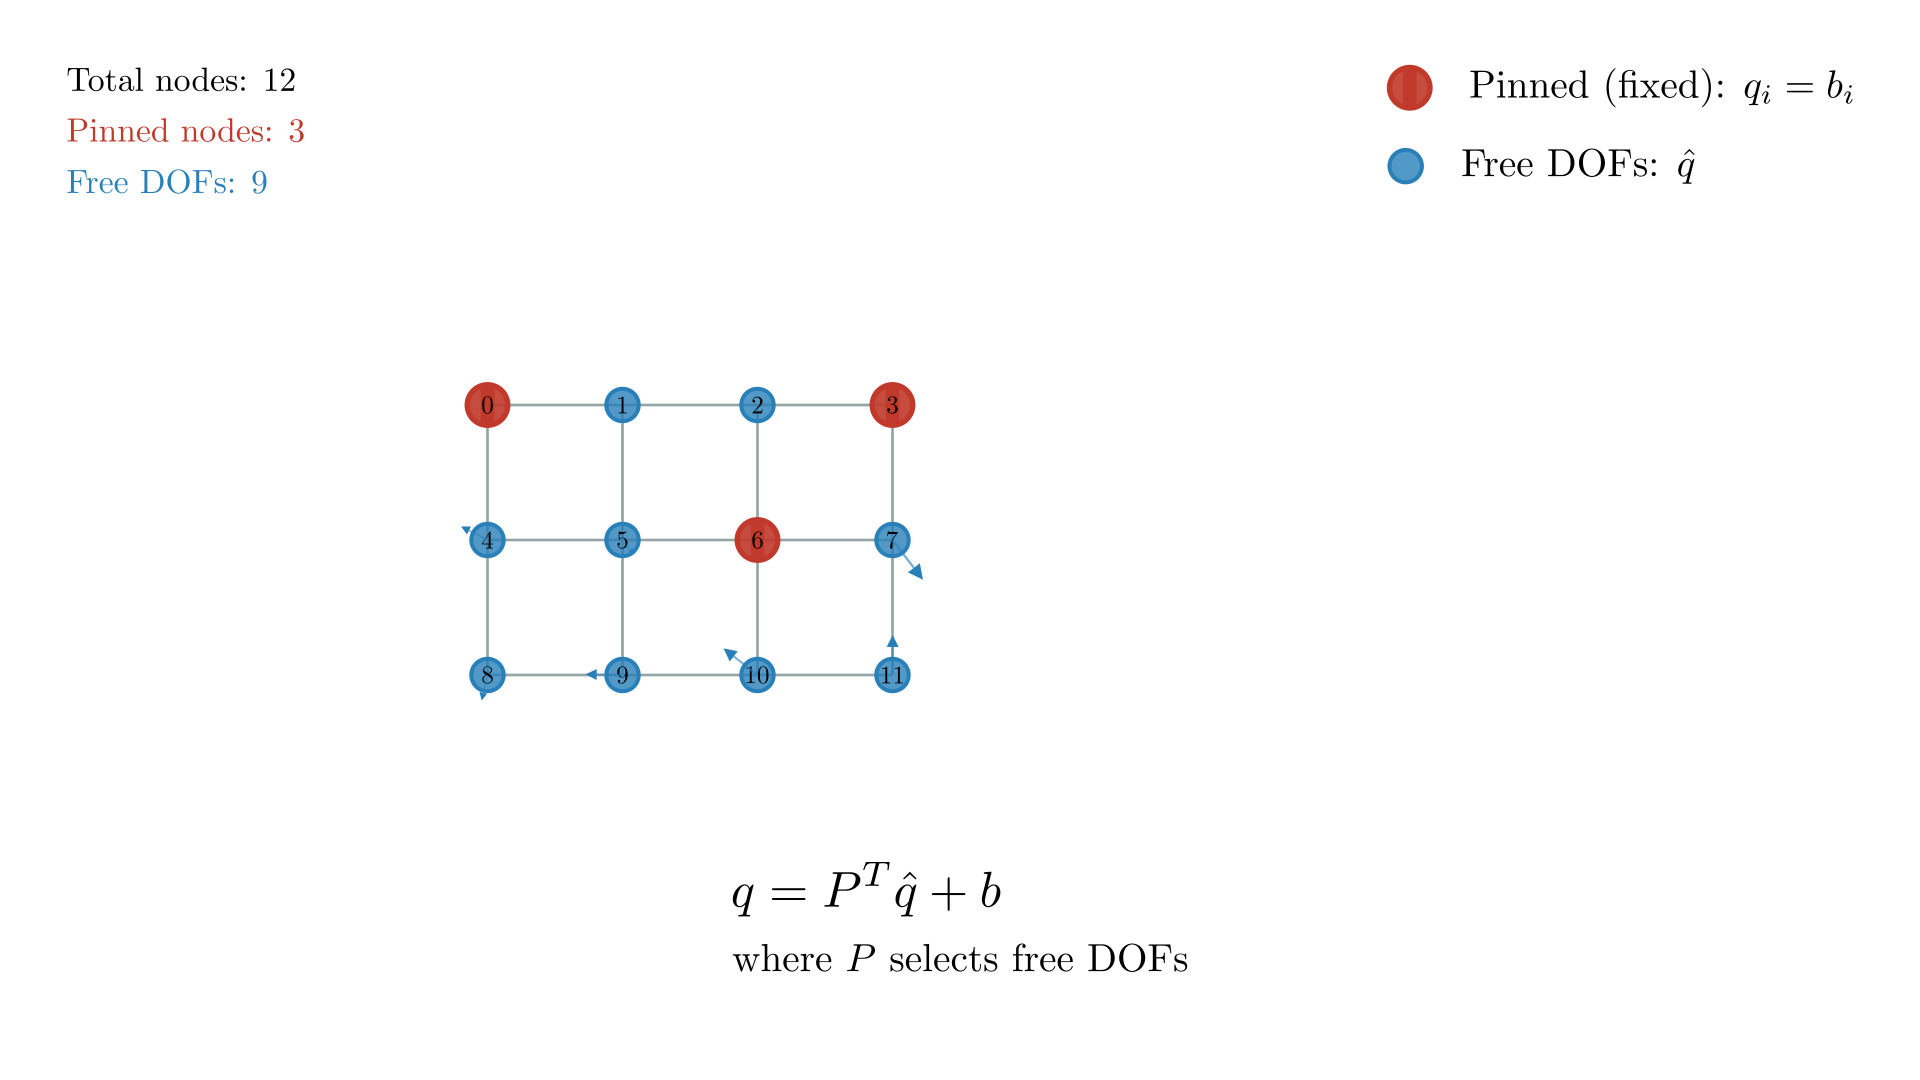 Total nodes: 12
Pinned nodes: 3
Free DOFs: 9
Pinned (fixed): $q_i = b_i$
Free DOFs: $\hat{q}$
0 1 2 3
4 5 6 7
8 9 10 11
$q = P^T \hat{q} + b$
where $P$ selects free DOFs